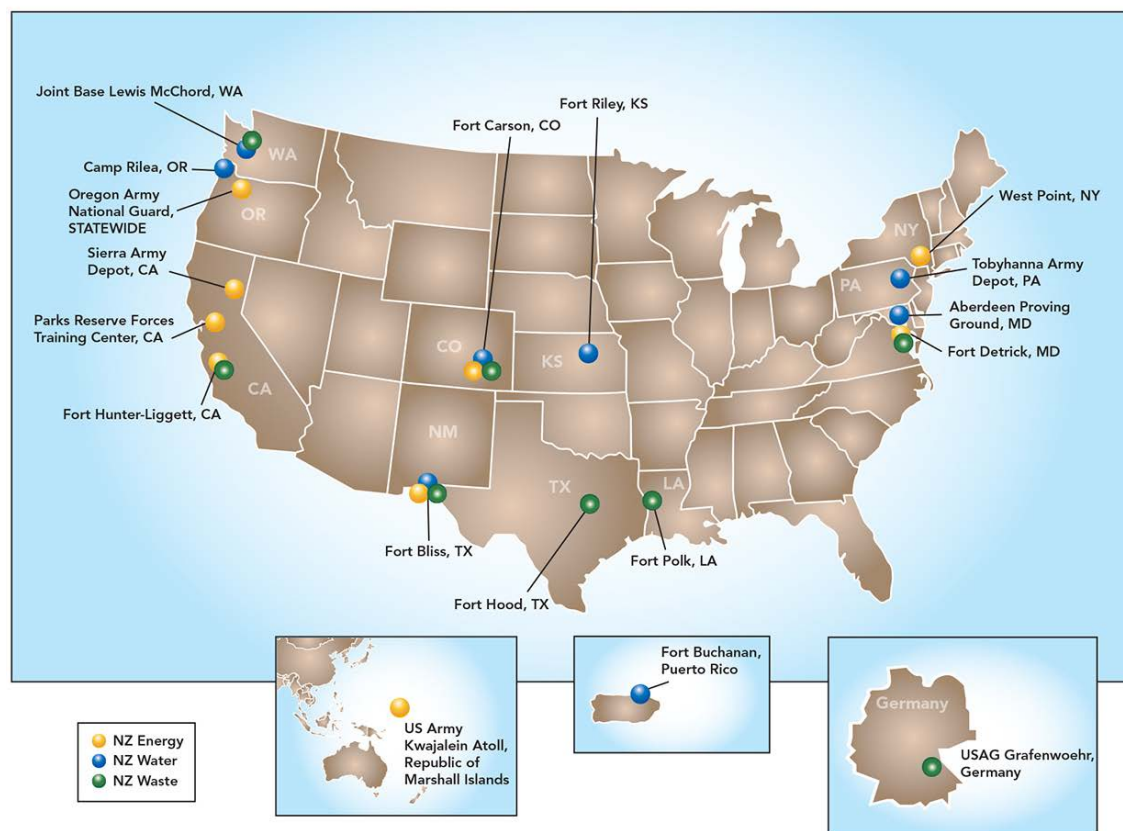 Joint Base Lewis McChord, WA
Fort Riley, KS
Fort Carson, CO
Camp Rilea, OR
Oregon Army
National Guard,
STATEWIDE
Sierra Army
Depot, CA
Parks Reserve Forces
Training Center, CA
Fort Hunter-Liggett, CA
WA
OR
CA
CO
KS
NM
TX
LA
NY
PA
West Point, NY
Tobyhanna Army
Depot, PA
Aberdeen Proving
Ground, MD
Fort Detrick, MD
Fort Bliss, TX
Fort Hood, TX
Fort Polk, LA
NZ Energy
NZ Water
NZ Waste
US Army
Kwajalein Atoll,
Republic of
Marshall Islands
Fort Buchanan,
Puerto Rico
Germany
USAG Grafenwoehr,
Germany